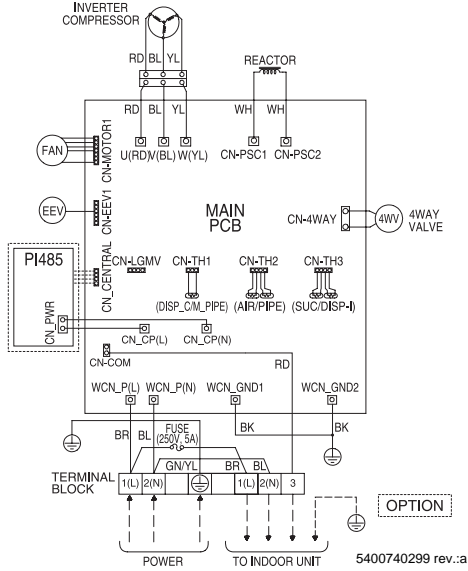 INVERTER
COMPRESSOR
RD BL YL
REACTOR
RD BL YL
WH WH
FAN
CN-MOTOR1
U(RD)V(BL) W(YL)
CN-PSC1 CN-PSC2
EEV
CN-EEV1
MAIN
PCB
CN-4WAY
4WV
4WAY
VALVE
PI485
CN_CENTRAL
CN-LGMV
CN-TH1
CN-TH2
CN-TH3
(DISP_C/M_PIPE)
(AIR/PIPE)
(SUC/DISP-I)
CN_PWR
CN_CP(L)
CN_CP(N)
CN-COM
RD
WCN_P(L)
WCN_P(N)
WCN_GND1
WCN_GND2
BR BL
FUSE
(250V, 5A)
BK
BK
GN/YL
BR BL
TERMINAL
BLOCK
1(L) 2(N) 1(L) 2(N) 3
OPTION
POWER
TO INDOOR UNIT
5400740299 rev.:a